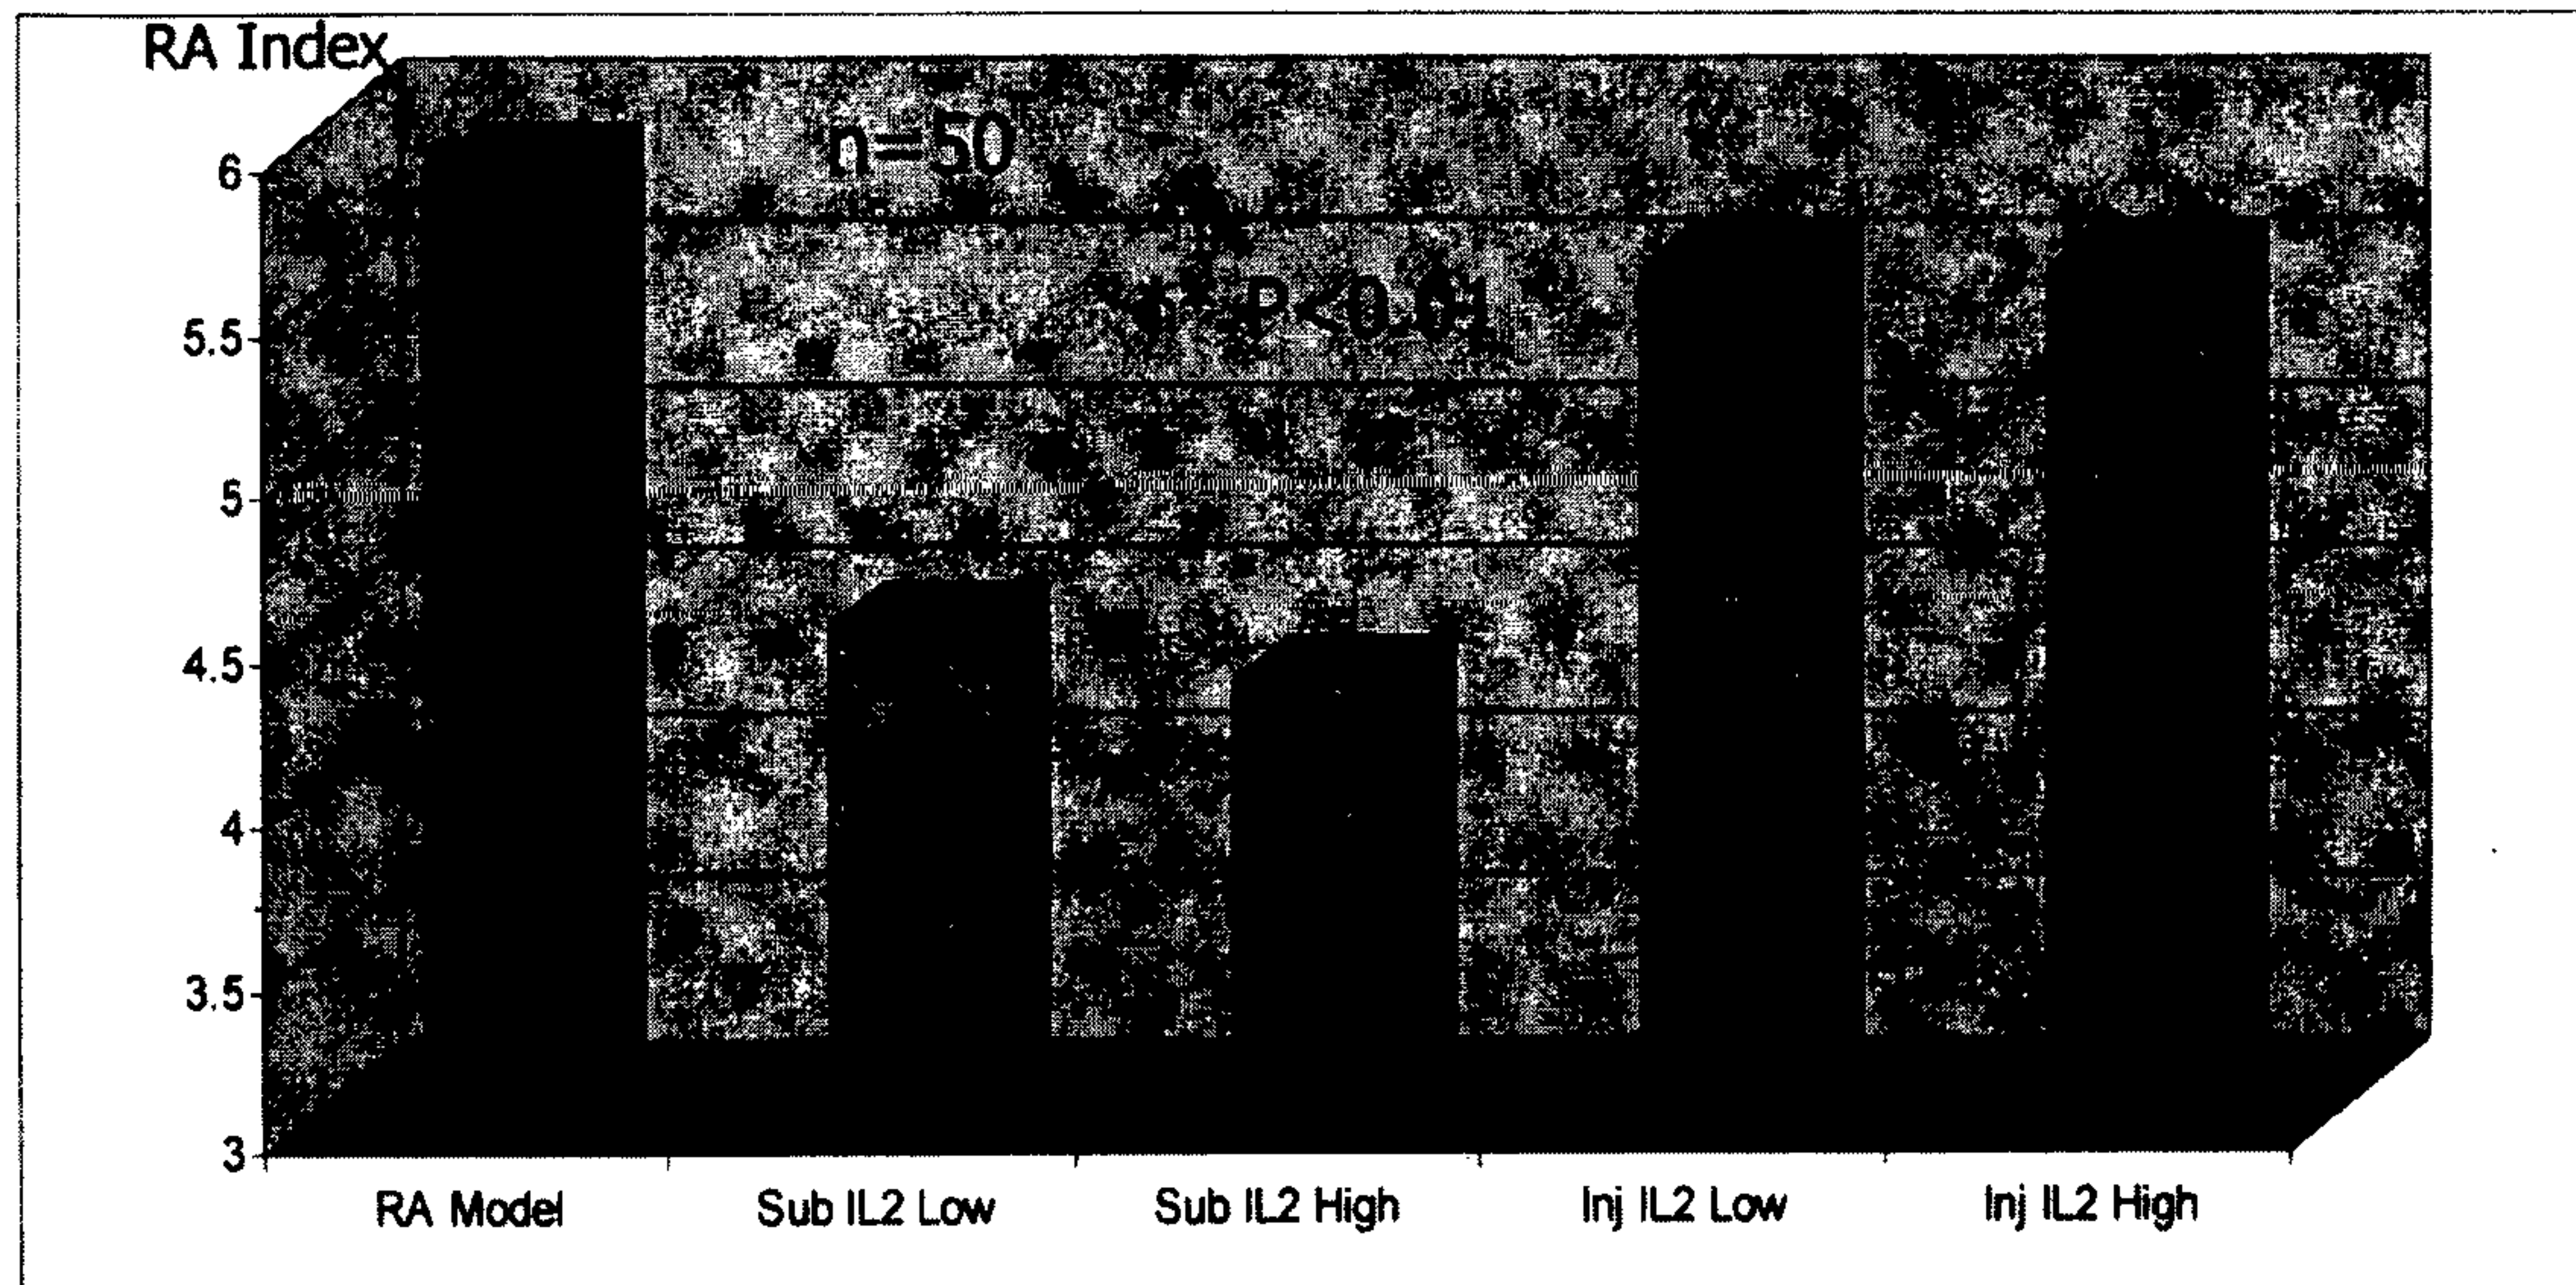 RA Index
n=50
P<0.01
6
5.5
5
4.5
4
3.5
3
RA Model
Sub IL2 Low
Sub IL2 High
Inj IL2 Low
Inj IL2 High